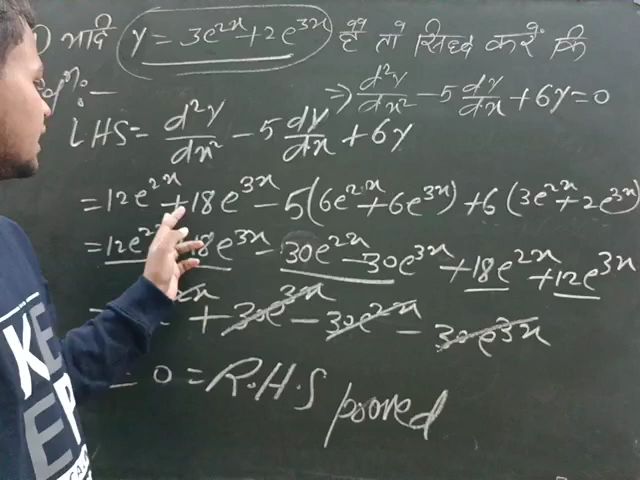 यदि y = 3e^{2x}+2e^{3x} है तो सिध्द करें कि
⇒ d²y/dx² - 5 dy/dx + 6y = 0
LHS = d²y/dx² - 5 dy/dx + 6y
= 12e^{2x} + 18e^{3x} - 5(6e^{2x} + 6e^{3x}) + 6(3e^{2x} + 2e^{3x})
= 12e^{2x} 18e^{3x} - 30e^{2x} - 30e^{3x} + 18e^{2x} + 12e^{3x}
= + 30e^{3x} - 30e^{2x} - 30e^{3x}
= 0 = R.H.S proved
KE
EP